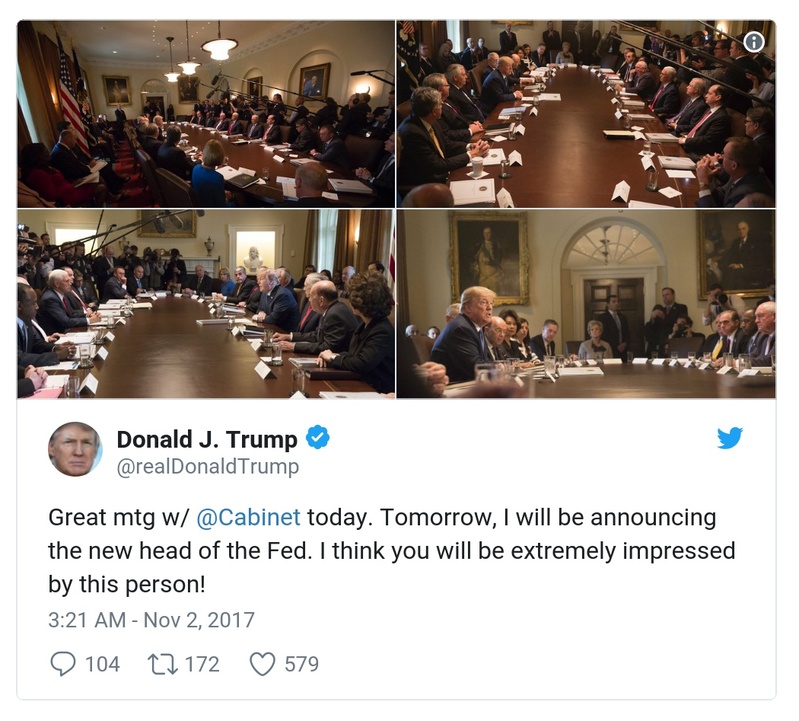 Donald J. Trump
@realDonaldTrump
Great mtg w/ @Cabinet today. Tomorrow, I will be announcing
the new head of the Fed. I think you will be extremely impressed
by this person!
3:21 AM - Nov 2, 2017
104 172 579